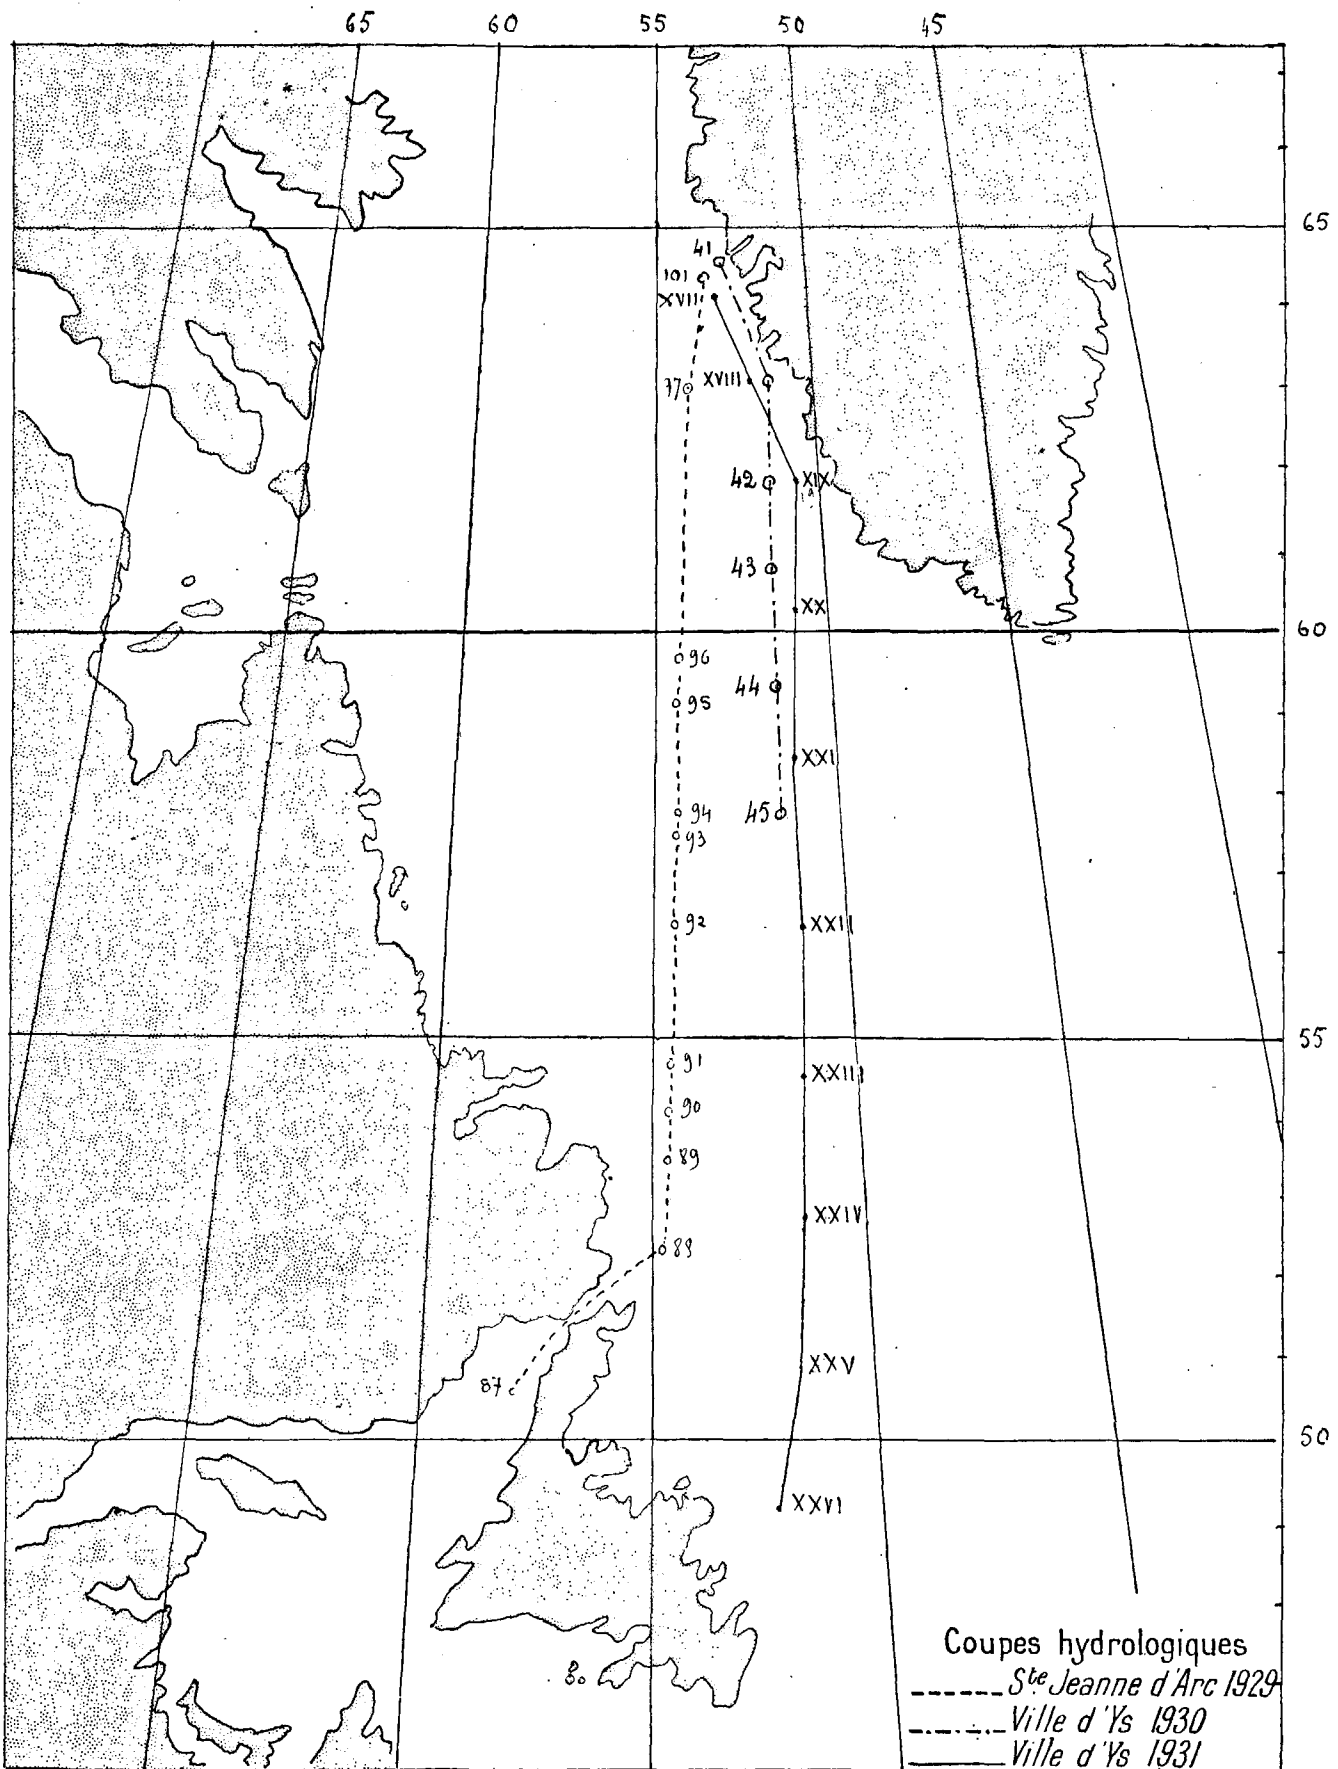 65 60 55 50 45
65
41
101
XVII
77 XVIII
42 XIX
43
XX
60
96
44
95
XXI
94 45
93
92 XXII
55
91 XXIII
90
89
XXIV
88
XXV
87
50
XXVI
Coupes hydrologiques
Ste Jeanne d'Arc 1929
Ville d'Ys 1930
Ville d'Ys 1931